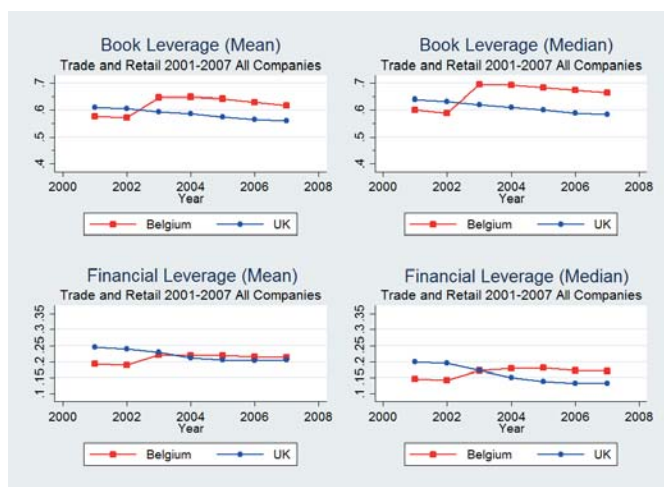 Book Leverage (Mean)
Trade and Retail 2001-2007 All Companies
.4 .5 .6 .7
2000 2002 2004 2006 2008
Year
Belgium UK
Book Leverage (Median)
Trade and Retail 2001-2007 All Companies
.4 .5 .6 .7
2000 2002 2004 2006 2008
Year
Belgium UK
Financial Leverage (Mean)
Trade and Retail 2001-2007 All Companies
.1 .15 .2 .25 .3 .35
2000 2002 2004 2006 2008
Year
Belgium UK
Financial Leverage (Median)
Trade and Retail 2001-2007 All Companies
.1 .15 .2 .25 .3 .35
2000 2002 2004 2006 2008
Year
Belgium UK